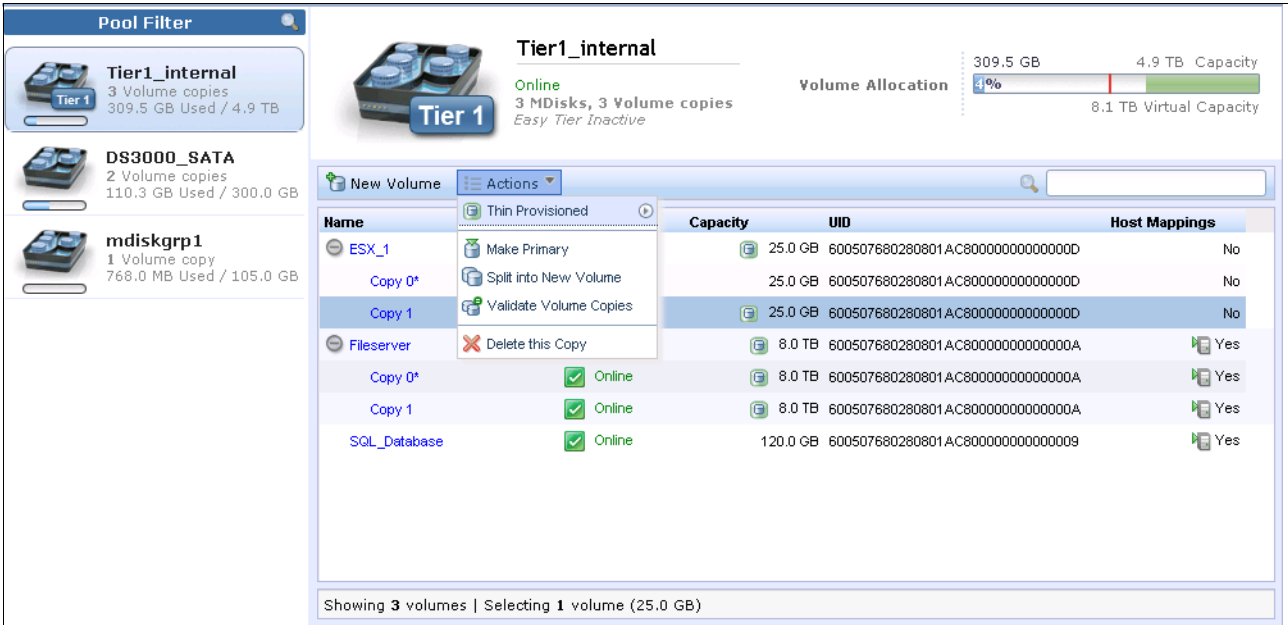 Pool Filter
Tier 1
Tier1_internal
3 Volume copies
309.5 GB Used / 4.9 TB
DS3000_SATA
2 Volume copies
110.3 GB Used / 300.0 GB
mdiskgrp1
1 Volume copy
768.0 MB Used / 105.0 GB
Tier 1
Tier1_internal
Online
3 MDisks, 3 Volume copies
Easy Tier Inactive
Volume Allocation
309.5 GB 4.9 TB Capacity
4%
8.1 TB Virtual Capacity
New Volume Actions
Thin Provisioned
Make Primary
Split into New Volume
Validate Volume Copies
Delete this Copy
Name Capacity UID Host Mappings
ESX_1 25.0 GB 600507680280801AC80000000000000D No
Copy 0* 25.0 GB 600507680280801AC80000000000000D No
Copy 1 25.0 GB 600507680280801AC80000000000000D No
Fileserver 8.0 TB 600507680280801AC80000000000000A Yes
Copy 0* Online 8.0 TB 600507680280801AC80000000000000A Yes
Copy 1 Online 8.0 TB 600507680280801AC80000000000000A Yes
SQL_Database Online 120.0 GB 600507680280801AC800000000000009 Yes
Showing 3 volumes | Selecting 1 volume (25.0 GB)